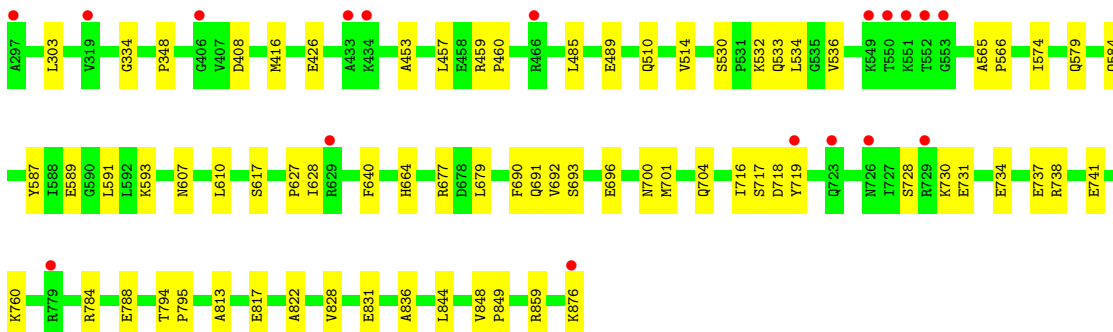 A297 L303 V319 G334 P348 G406 V407 D408 M416 E426 A433 K434 A453 L457 E458 R459 P460 R466 L485 E489 Q510 V514 S530 P531 K532 Q533 L534 G535 V536 K549 T550 K551 T552 G553 A565 P566 I574 Q579
Y587 I588 E589 G590 L591 L592 K593 N607 L610 S617 P627 I628 R629 F640 H664 R677 D678 L679 F690 Q691 V692 S693 E696 N700 M701 Q704 I716 S717 D718 Y719 Q723 N726 I727 S728 R729 K730 E731 E734 E737 R738 E741
K760 R779 R784 E788 T794 P795 A813 E817 A822 V828 E831 A836 L844 V848 P849 R859 K876